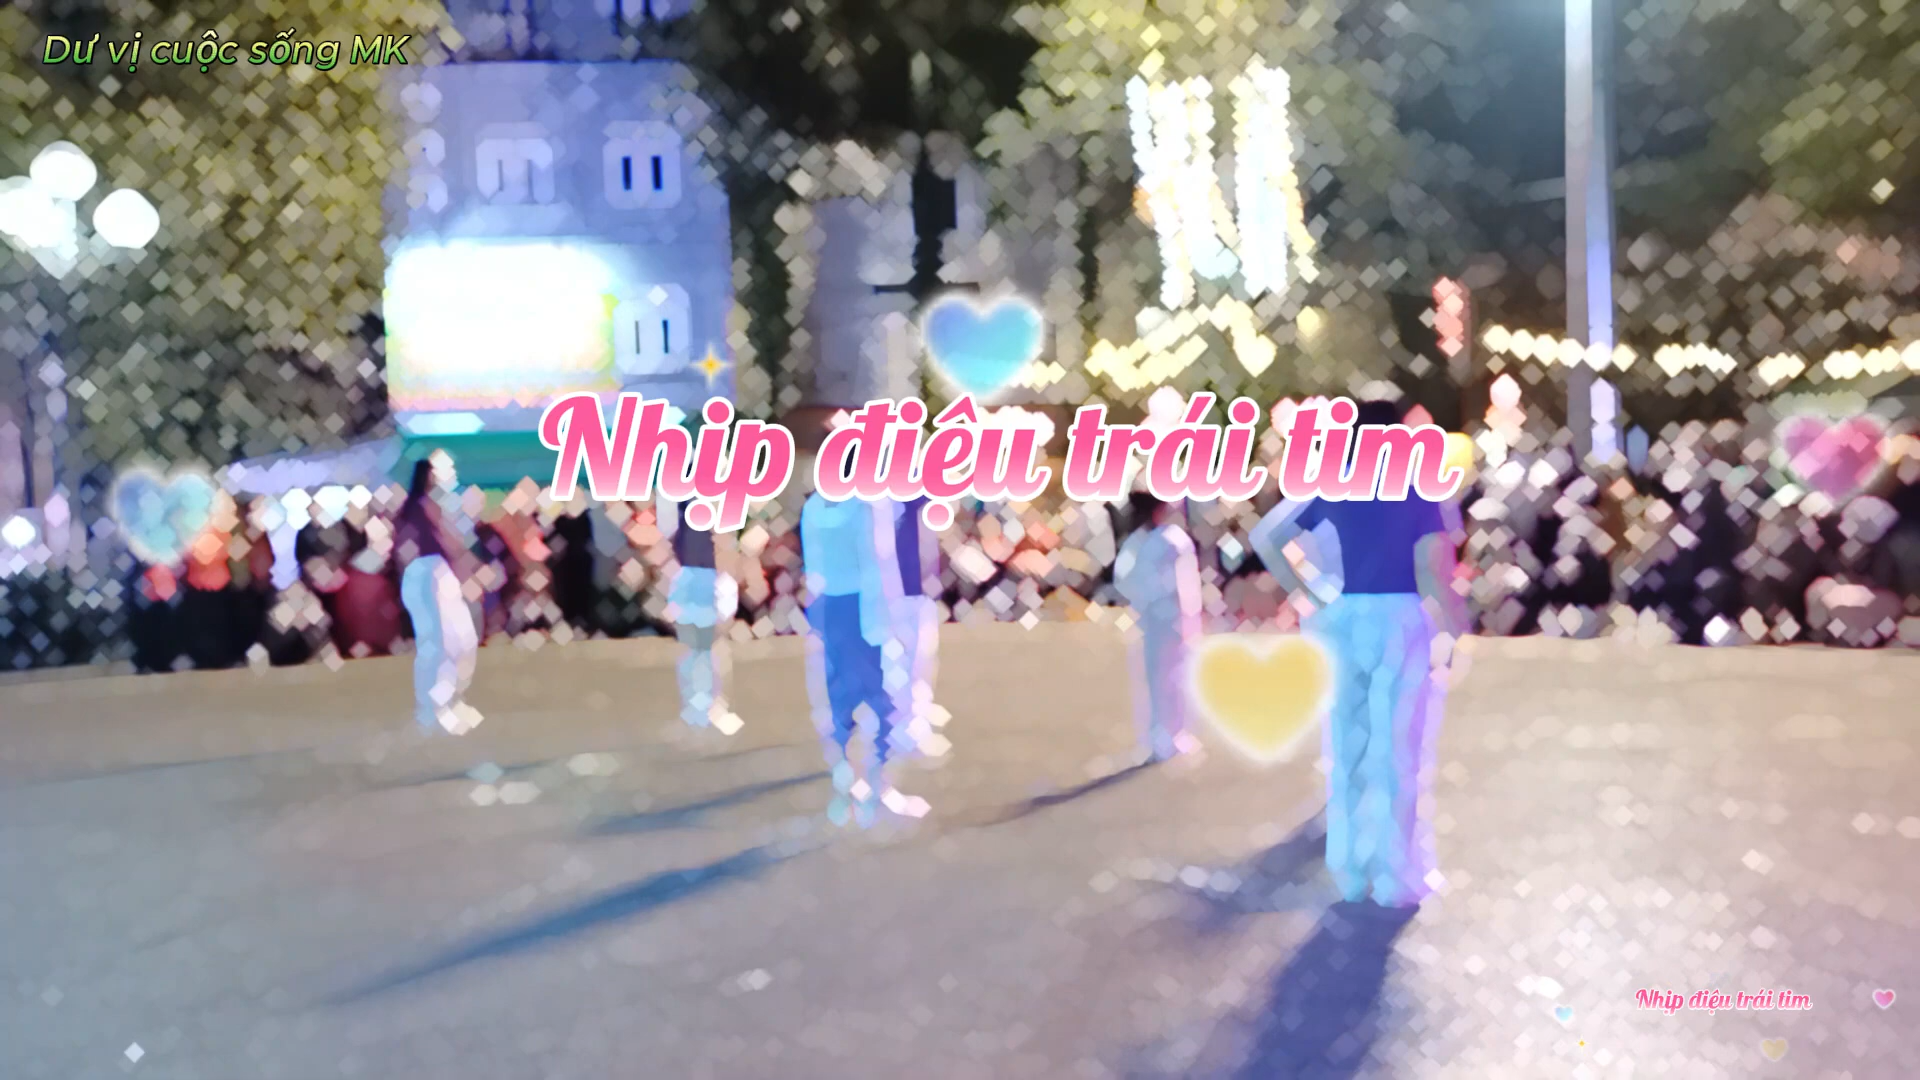 Dư vị cuộc sống MK
Nhịp điệu trái tim
Nhịp điệu trái tim